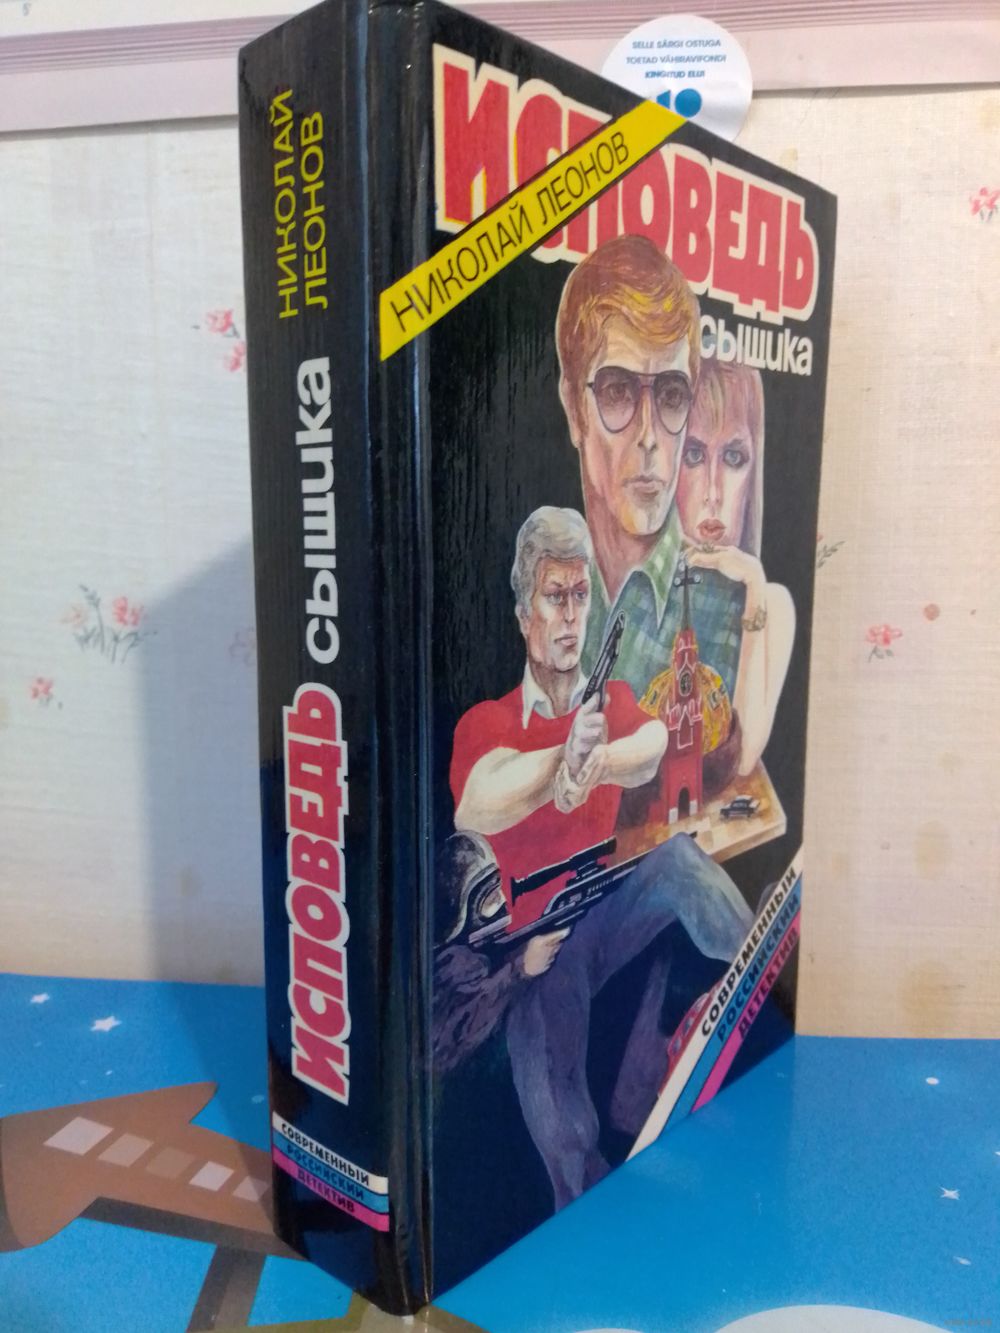 НИКОЛАЙ
ЛЕОНОВ
ИСПОВЕДЬ сыщика
СОВРЕМЕННЫЙ
РОССИЙСКИЙ
ДЕТЕКТИВ
ИСПОВЕДЬ
сыщика
НИКОЛАЙ ЛЕОНОВ
СОВРЕМЕННЫЙ
РОССИЙСКИЙ
ДЕТЕКТИВ
SELLE SÄRGI OSTUGA
TOETAD VÄHIRAVIFONDI
KINGITUD ELU!